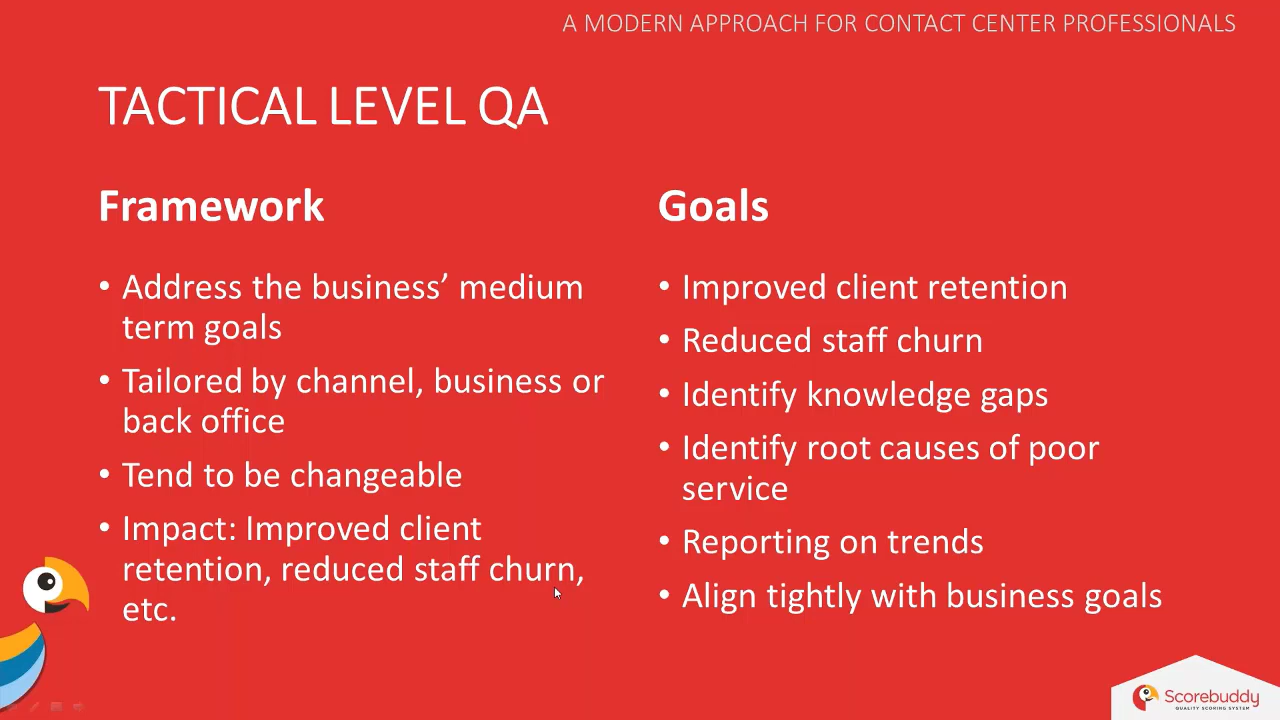 A MODERN APPROACH FOR CONTACT CENTER PROFESSIONALS
TACTICAL LEVEL QA
Framework
• Address the business’ medium
term goals
• Tailored by channel, business or
back office
• Tend to be changeable
• Impact: Improved client
retention, reduced staff churn,
etc.
Goals
• Improved client retention
• Reduced staff churn
• Identify knowledge gaps
• Identify root causes of poor
service
• Reporting on trends
• Align tightly with business goals
Scorebuddy
QUALITY SCORING SYSTEM